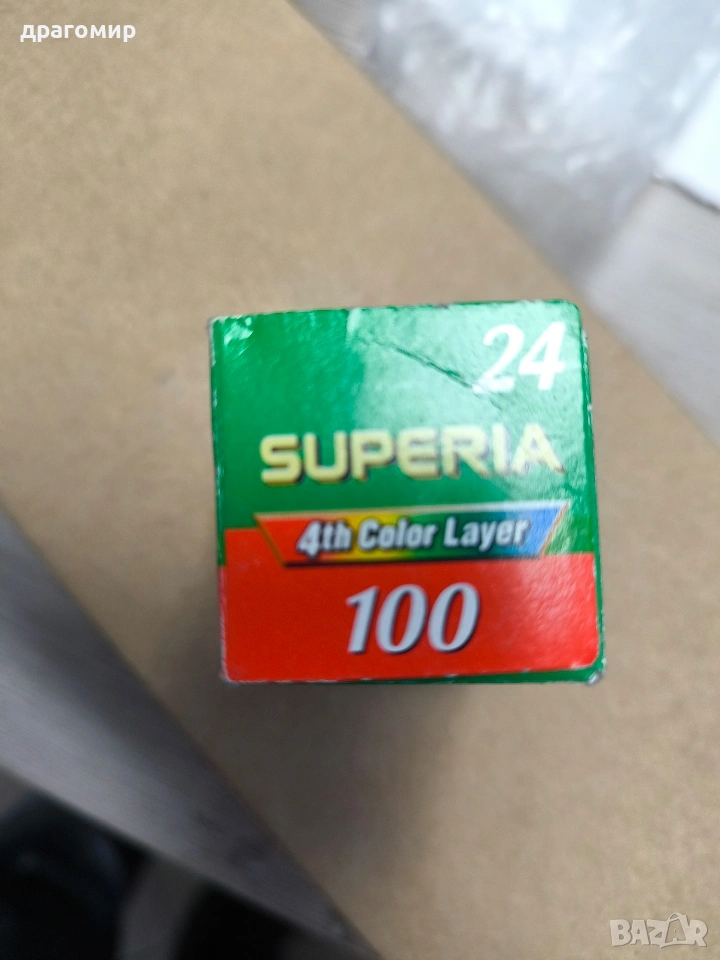 драгомир
24
SUPERIA
4th Color Layer
100
BAZAR